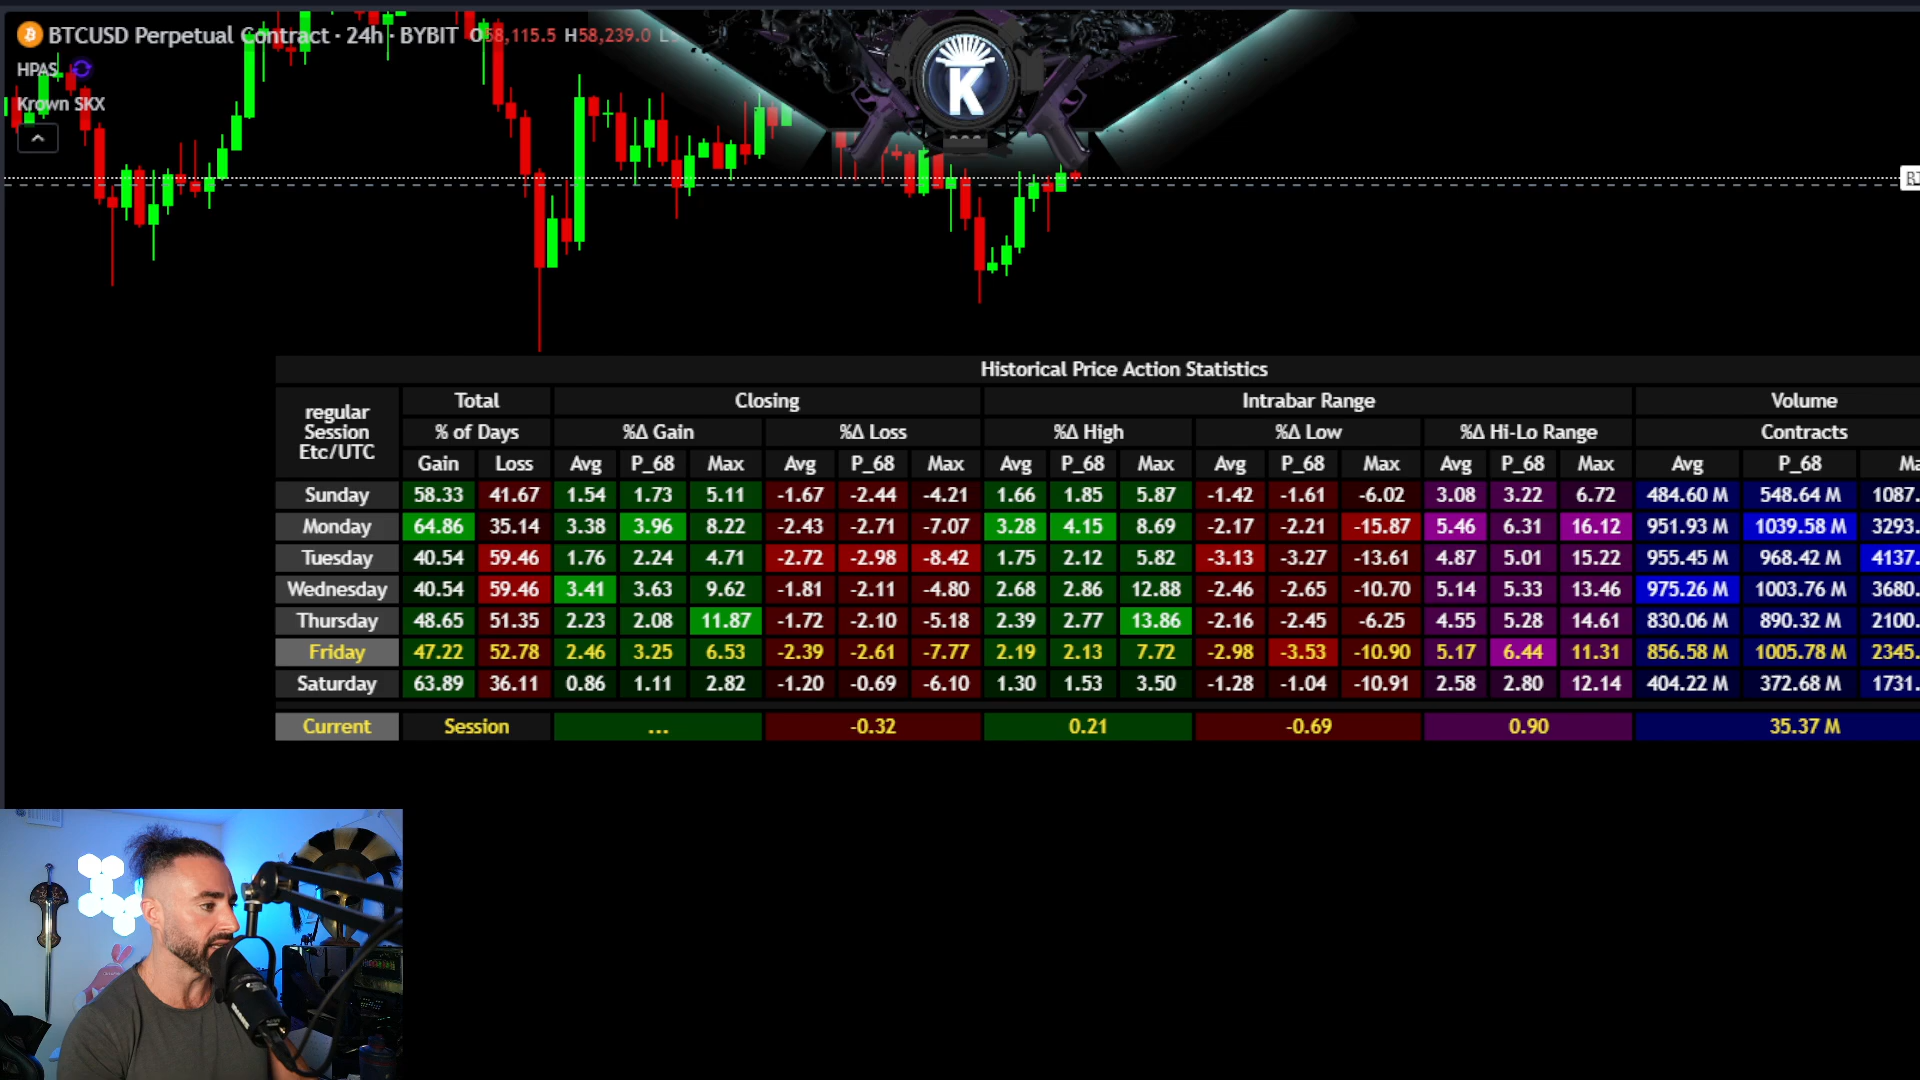 BTCUSD Perpetual Contract · 24h · BYBIT O58,115.5 H58,239.0
HPAS
Krown SKX
K
Historical Price Action Statistics
regular Session Etc/UTC Total Closing Intrabar Range Volume
% of Days %Δ Gain %Δ Loss %Δ High %Δ Low %Δ Hi-Lo Range Contracts
Gain Loss Avg P_68 Max Avg P_68 Max Avg P_68 Max Avg P_68 Max Avg P_68 Max Avg P_68
Sunday 58.33 41.67 1.54 1.73 5.11 -1.67 -2.44 -4.21 1.66 1.85 5.87 -1.42 -1.61 -6.02 3.08 3.22 6.72 484.60 M 548.64 M 1087.
Monday 64.86 35.14 3.38 3.96 8.22 -2.43 -2.71 -7.07 3.28 4.15 8.69 -2.17 -2.21 -15.87 5.46 6.31 16.12 951.93 M 1039.58 M 3293.
Tuesday 40.54 59.46 1.76 2.24 4.71 -2.72 -2.98 -8.42 1.75 2.12 5.82 -3.13 -3.27 -13.61 4.87 5.01 15.22 955.45 M 968.42 M 4137.
Wednesday 40.54 59.46 3.41 3.63 9.62 -1.81 -2.11 -4.80 2.68 2.86 12.88 -2.46 -2.65 -10.70 5.14 5.33 13.46 975.26 M 1003.76 M 3680.
Thursday 48.65 51.35 2.23 2.08 11.87 -1.72 -2.10 -5.18 2.39 2.77 13.86 -2.16 -2.45 -6.25 4.55 5.28 14.61 830.06 M 890.32 M 2100.
Friday 47.22 52.78 2.46 3.25 6.53 -2.39 -2.61 -7.77 2.19 2.13 7.72 -2.98 -3.53 -10.90 5.17 6.44 11.31 856.58 M 1005.78 M 2345.
Saturday 63.89 36.11 0.86 1.11 2.82 -1.20 -0.69 -6.10 1.30 1.53 3.50 -1.28 -1.04 -10.91 2.58 2.80 12.14 404.22 M 372.68 M 1731.
Current Session ... -0.32 0.21 -0.69 0.90 35.37 M